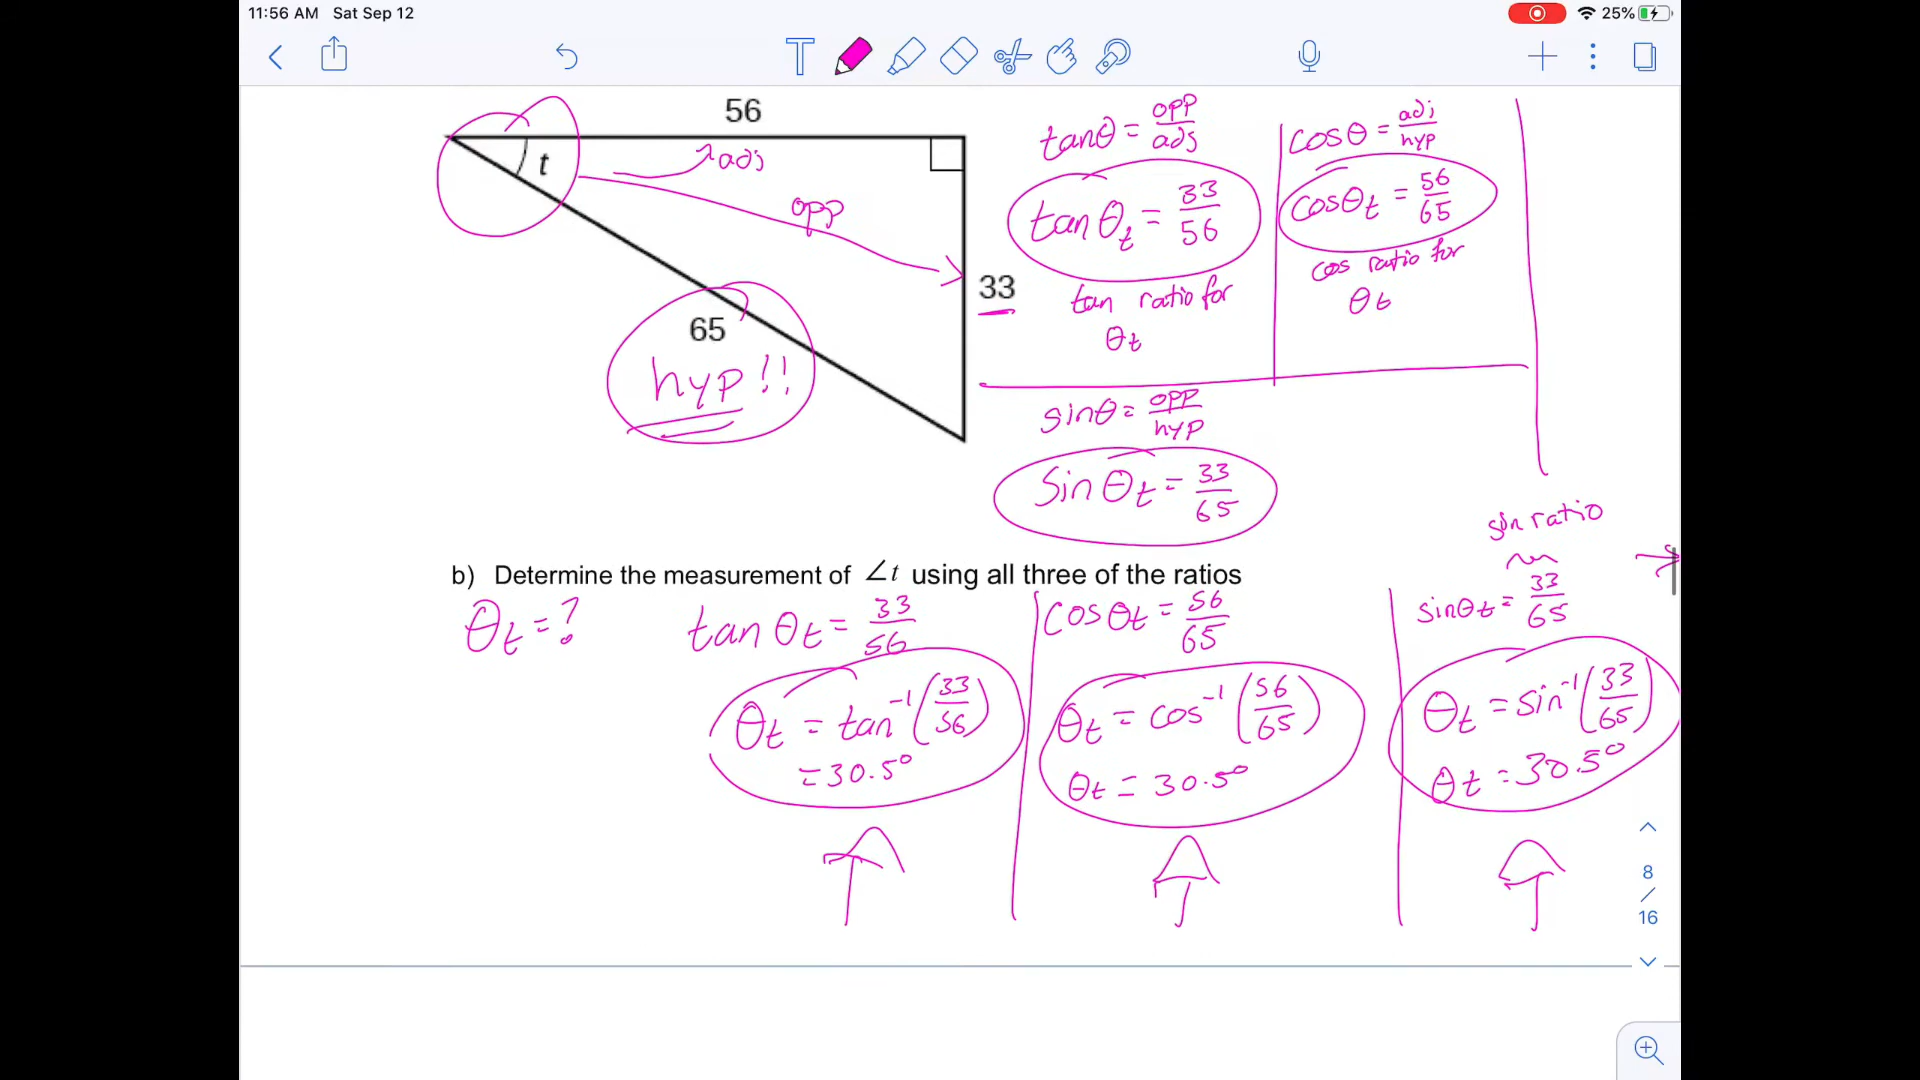 11:56 AM Sat Sep 12
25%
56
t
adj
opp
33
65
hyp!!
tanθ = opp/adj
tan θt = 33/56
tan ratio for
θt
cosθ = adj/hyp
cosθt = 56/65
cos ratio for
θt
sinθ = opp/hyp
Sin θt = 33/65
b) Determine the measurement of ∠t using all three of the ratios
θt = ?
tan θt = 33/56
θt = tan⁻¹(33/56)
= 30.5°
cosθt = 56/65
θt = cos⁻¹(56/65)
θt = 30.5°
sin ratio
sinθt = 33/65
θt = sin⁻¹(33/65)
θt = 30.5°
8
/
16